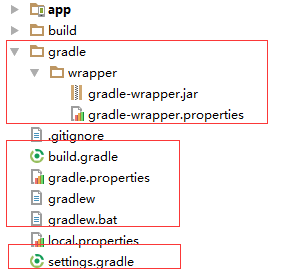 app
build
gradle
wrapper
gradle-wrapper.jar
gradle-wrapper.properties
.gitignore
build.gradle
gradle.properties
gradlew
gradlew.bat
local.properties
settings.gradle